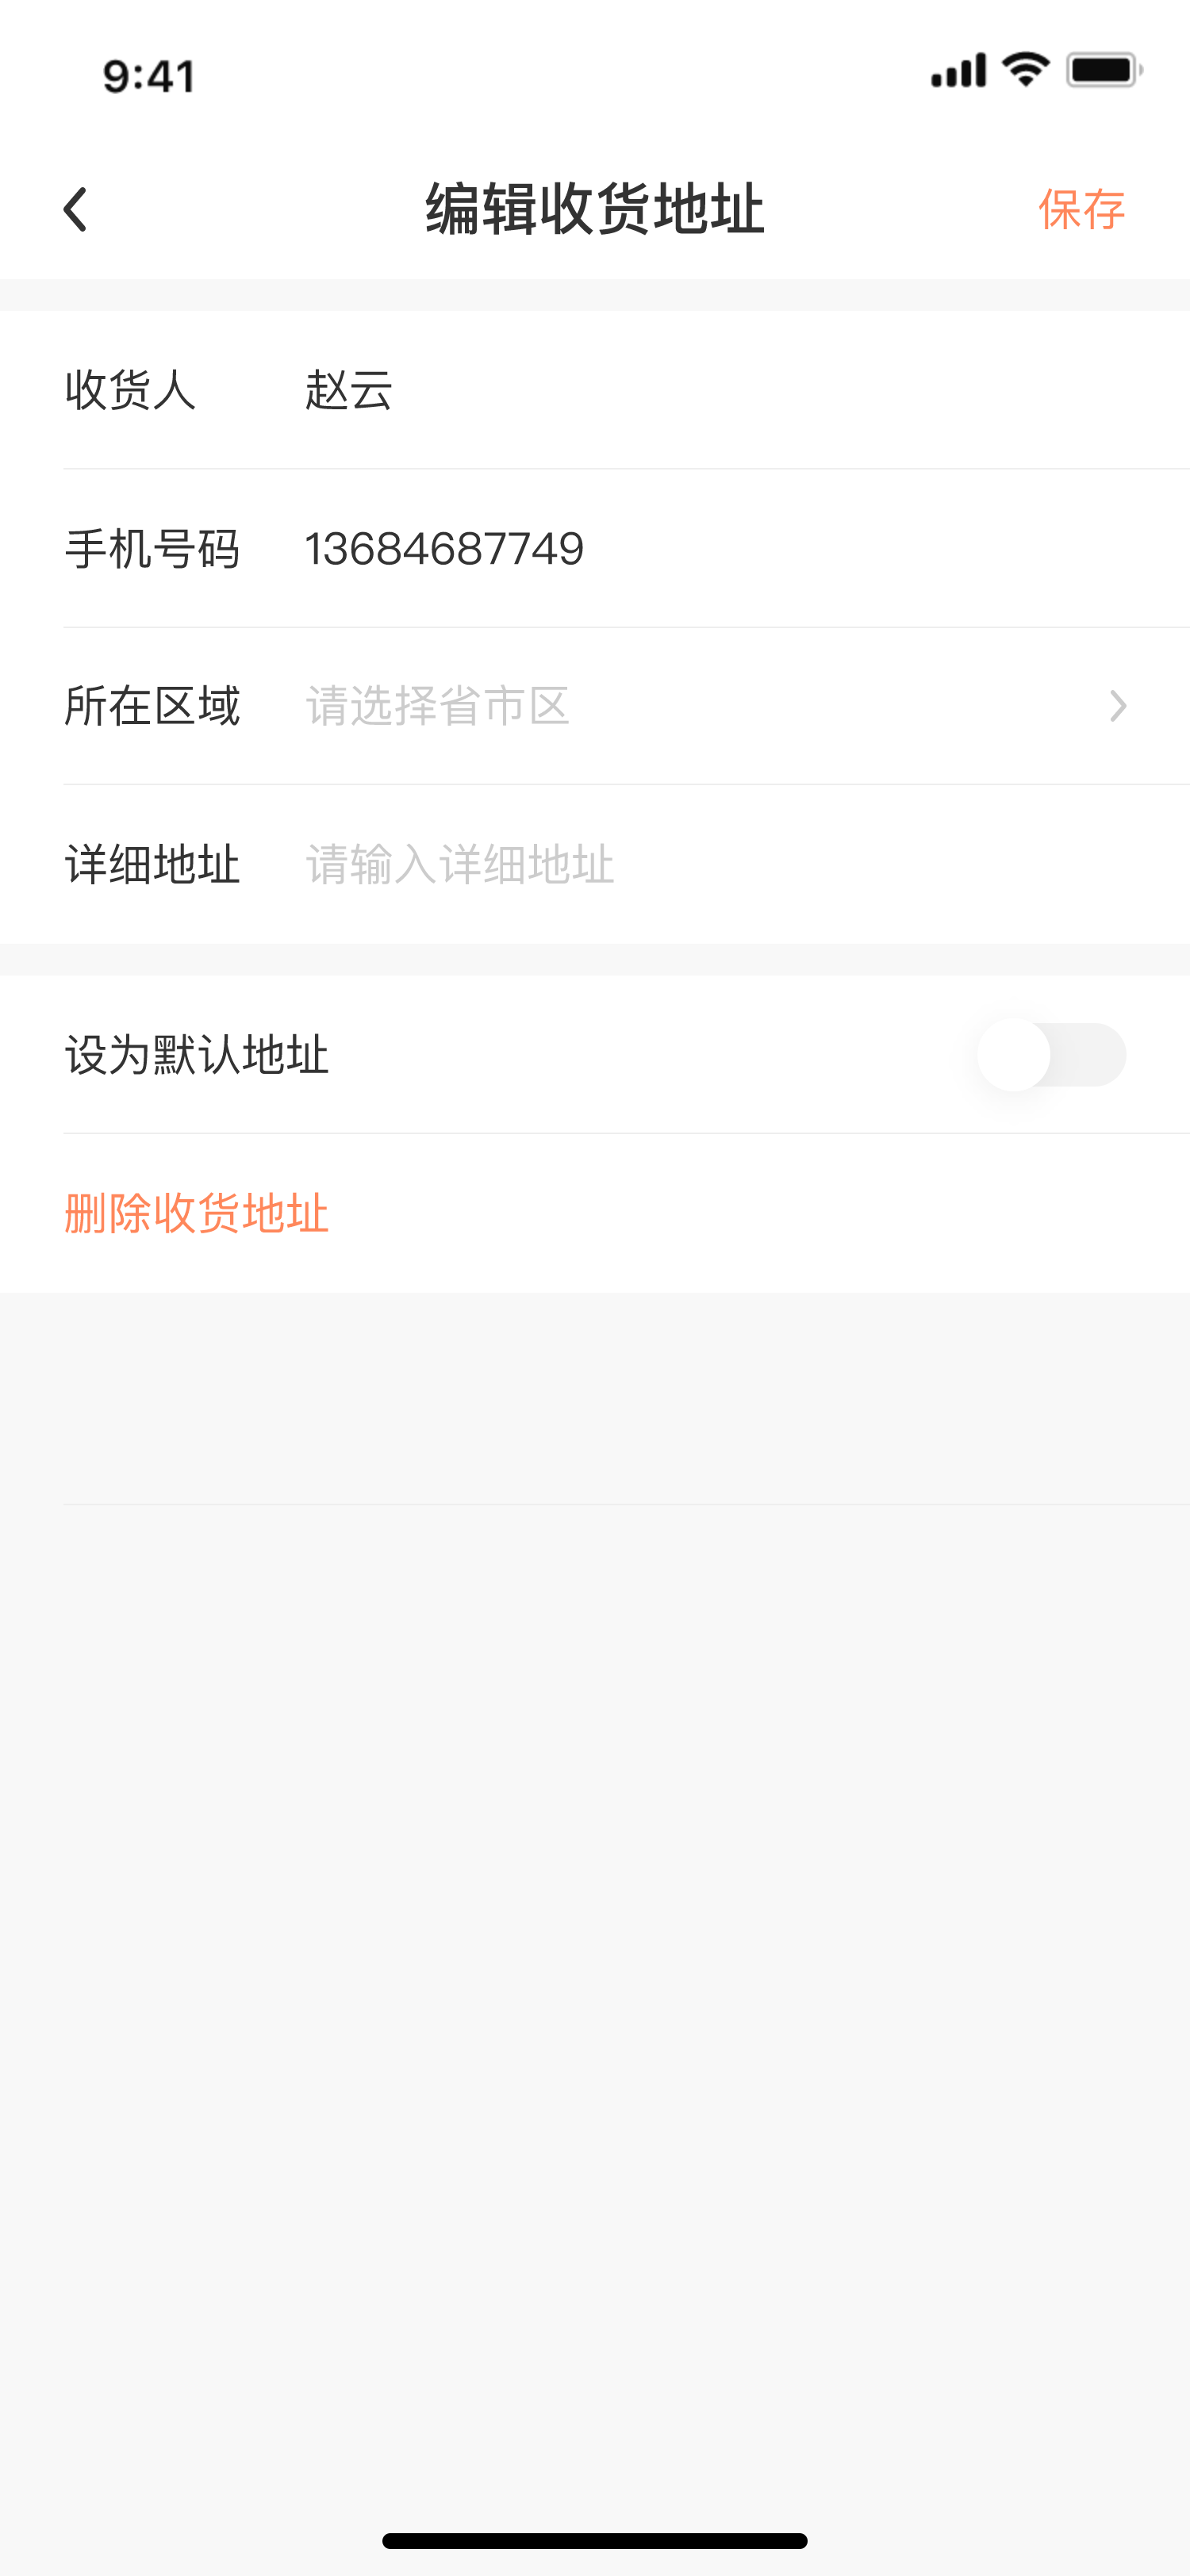 9:41
编辑收货地址 保存
收货人 赵云
手机号码 13684687749
所在区域 请选择省市区
详细地址 请输入详细地址
设为默认地址
删除收货地址